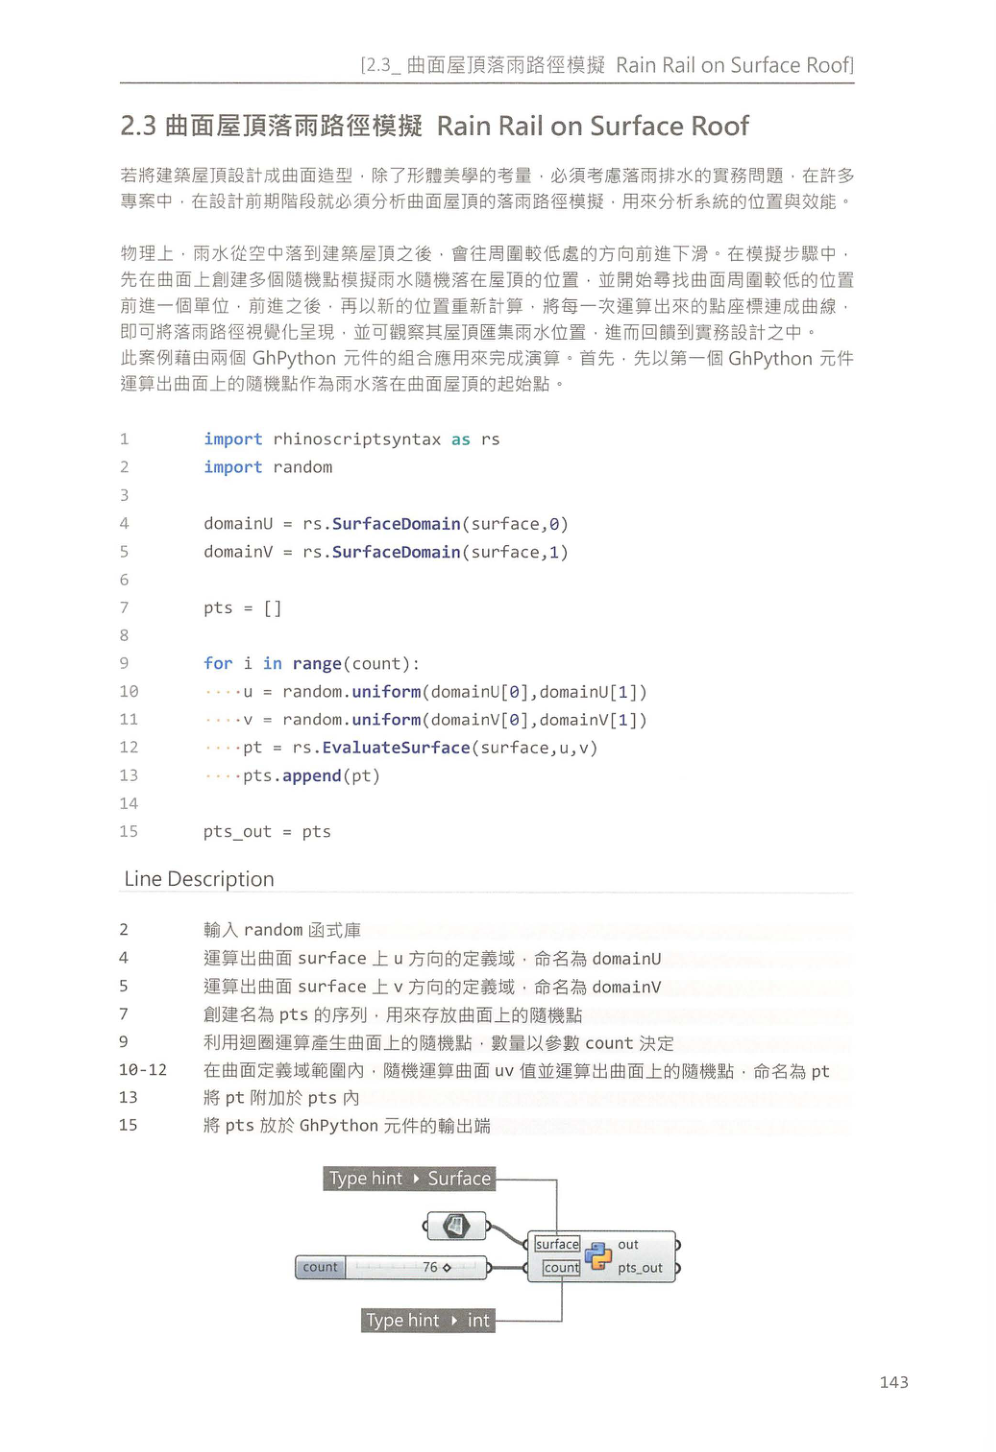 [2.3_ 曲面屋頂落雨路徑模擬 Rain Rail on Surface Roof]
2.3 曲面屋頂落雨路徑模擬 Rain Rail on Surface Roof
若將建築屋頂設計成曲面造型，除了形體美學的考量，必須考慮落雨排水的實務問題，在許多
專案中，在設計前期階段就必須分析曲面屋頂的落雨路徑模擬，用來分析系統的位置與效能。
物理上，雨水從空中落到建築屋頂之後，會往周圍較低處的方向前進下滑。在模擬步驟中，
先在曲面上創建多個隨機點模擬雨水隨機落在屋頂的位置，並開始尋找曲面周圍較低的位置
前進一個單位，前進之後，再以新的位置重新計算，將每一次運算出來的點座標連成曲線，
即可將落雨路徑視覺化呈現，並可觀察其屋頂匯集雨水位置，進而回饋到實務設計之中。
此案例藉由兩個 GhPython 元件的組合應用來完成演算。首先，先以第一個 GhPython 元件
運算出曲面上的隨機點作為雨水落在曲面屋頂的起始點。
1 import rhinoscriptsyntax as rs
2 import random
3
4 domainU = rs.SurfaceDomain(surface,0)
5 domainV = rs.SurfaceDomain(surface,1)
6
7 pts = []
8
9 for i in range(count):
10 ····u = random.uniform(domainU[0],domainU[1])
11 ····v = random.uniform(domainV[0],domainV[1])
12 ····pt = rs.EvaluateSurface(surface,u,v)
13 ····pts.append(pt)
14
15 pts_out = pts
Line Description
2 輸入 random 函式庫
4 運算出曲面 surface 上 u 方向的定義域，命名為 domainU
5 運算出曲面 surface 上 v 方向的定義域，命名為 domainV
7 創建名為 pts 的序列，用來存放曲面上的隨機點
9 利用迴圈運算產生曲面上的隨機點，數量以參數 count 決定
10-12 在曲面定義域範圍內，隨機運算曲面 uv 值並運算出曲面上的隨機點，命名為 pt
13 將 pt 附加於 pts 內
15 將 pts 放於 GhPython 元件的輸出端
Type hint ▸ Surface
surface out
count 76 ◇ count pts_out
Type hint ▸ int
143